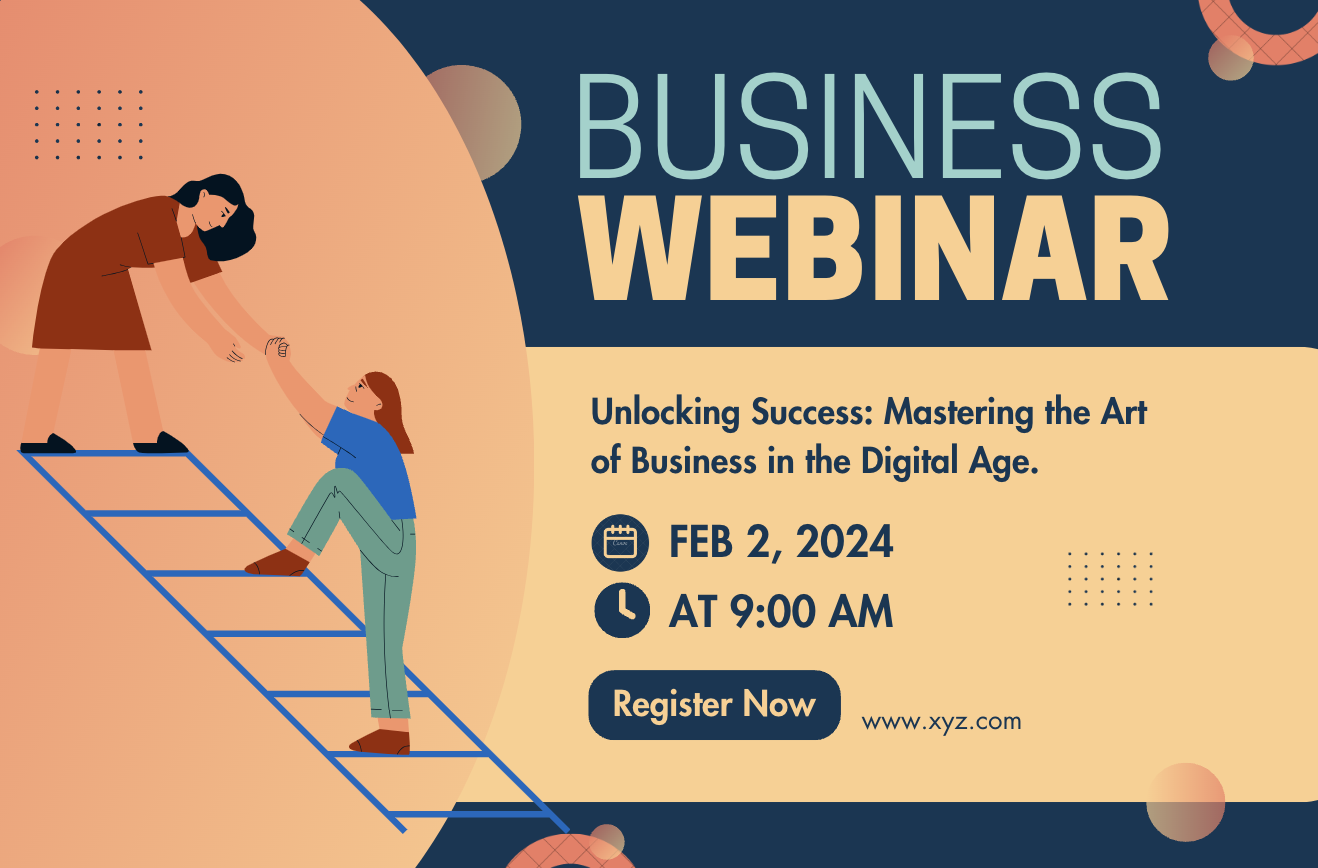 BUSINESS
WEBINAR
Unlocking Success: Mastering the Art
of Business in the Digital Age.
FEB 2, 2024
AT 9:00 AM
Register Now
www.xyz.com